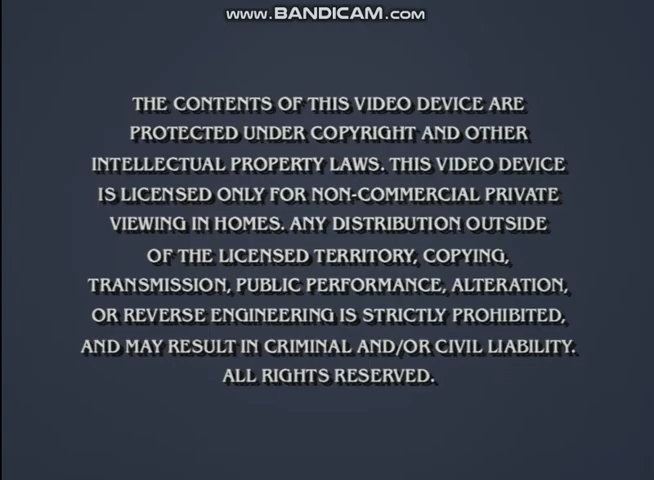 www.BANDICAM.com
THE CONTENTS OF THIS VIDEO DEVICE ARE
PROTECTED UNDER COPYRIGHT AND OTHER
INTELLECTUAL PROPERTY LAWS. THIS VIDEO DEVICE
IS LICENSED ONLY FOR NON-COMMERCIAL PRIVATE
VIEWING IN HOMES. ANY DISTRIBUTION OUTSIDE
OF THE LICENSED TERRITORY, COPYING,
TRANSMISSION, PUBLIC PERFORMANCE, ALTERATION,
OR REVERSE ENGINEERING IS STRICTLY PROHIBITED,
AND MAY RESULT IN CRIMINAL AND/OR CIVIL LIABILITY.
ALL RIGHTS RESERVED.